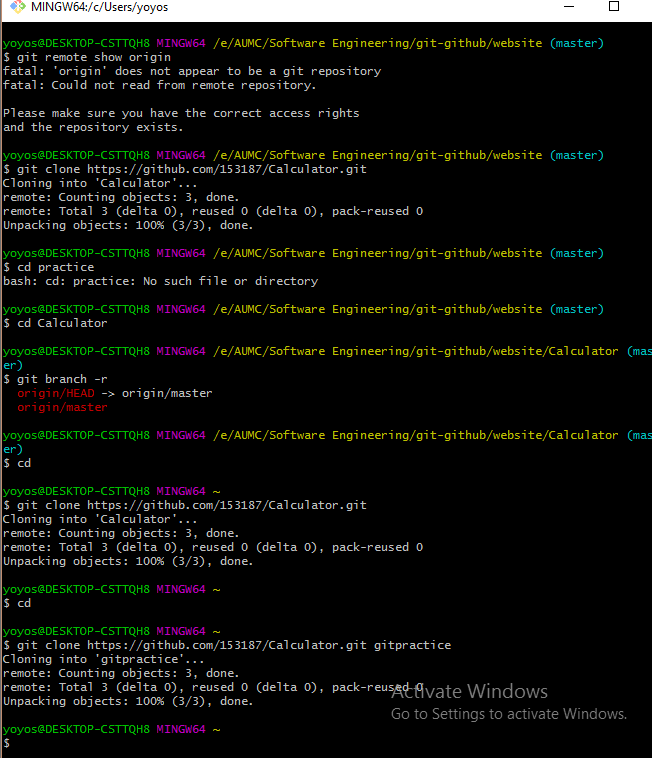 MINGW64:/c/Users/yoyos
yoyos@DESKTOP-CSTTQH8 MINGW64 /e/AUMC/Software Engineering/git-github/website (master)
$ git remote show origin
fatal: 'origin' does not appear to be a git repository
fatal: Could not read from remote repository.
Please make sure you have the correct access rights
and the repository exists.
yoyos@DESKTOP-CSTTQH8 MINGW64 /e/AUMC/Software Engineering/git-github/website (master)
$ git clone https://github.com/153187/Calculator.git
Cloning into 'Calculator'...
remote: Counting objects: 3, done.
remote: Total 3 (delta 0), reused 0 (delta 0), pack-reused 0
Unpacking objects: 100% (3/3), done.
yoyos@DESKTOP-CSTTQH8 MINGW64 /e/AUMC/Software Engineering/git-github/website (master)
$ cd practice
bash: cd: practice: No such file or directory
yoyos@DESKTOP-CSTTQH8 MINGW64 /e/AUMC/Software Engineering/git-github/website (master)
$ cd Calculator
yoyos@DESKTOP-CSTTQH8 MINGW64 /e/AUMC/Software Engineering/git-github/website/Calculator (mas
er)
$ git branch -r
origin/HEAD -> origin/master
origin/master
yoyos@DESKTOP-CSTTQH8 MINGW64 /e/AUMC/Software Engineering/git-github/website/Calculator (mas
er)
$ cd
yoyos@DESKTOP-CSTTQH8 MINGW64 ~
$ git clone https://github.com/153187/Calculator.git
Cloning into 'Calculator'...
remote: Counting objects: 3, done.
remote: Total 3 (delta 0), reused 0 (delta 0), pack-reused 0
Unpacking objects: 100% (3/3), done.
yoyos@DESKTOP-CSTTQH8 MINGW64 ~
$ cd
yoyos@DESKTOP-CSTTQH8 MINGW64 ~
$ git clone https://github.com/153187/Calculator.git gitpractice
Cloning into 'gitpractice'...
remote: Counting objects: 3, done.
remote: Total 3 (delta 0), reused 0 (delta 0), pack-reused 0
Unpacking objects: 100% (3/3), done.
yoyos@DESKTOP-CSTTQH8 MINGW64 ~
$
Activate Windows
Go to Settings to activate Windows.